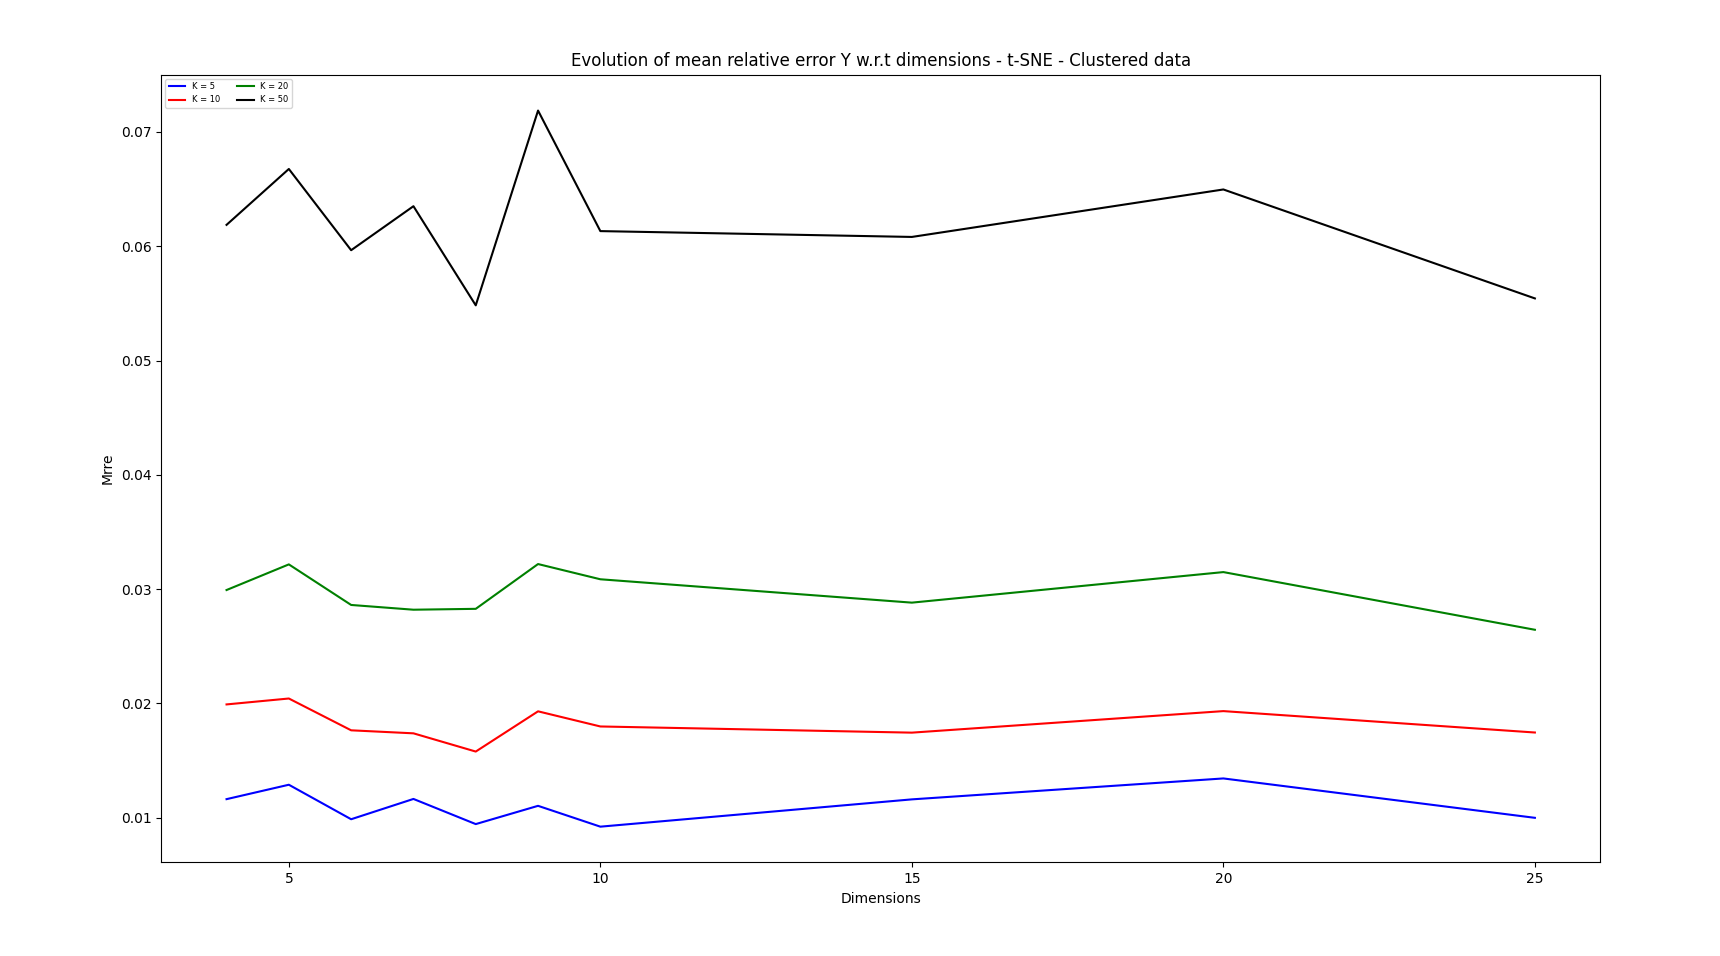 Evolution of mean relative error Y w.r.t dimensions - t-SNE - Clustered data
K = 5 K = 20
K = 10 K = 50
0.07
0.06
0.05
0.04
0.03
0.02
0.01
Mrre
5 10 15 20 25
Dimensions